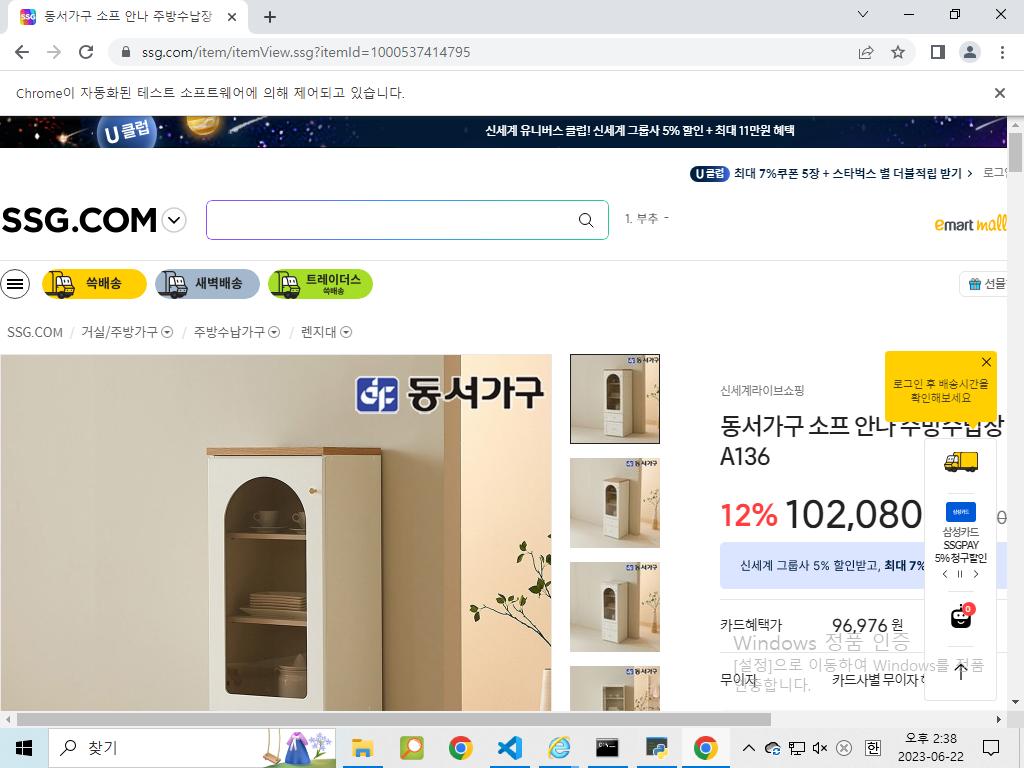 동서가구 소프 안나 주방수납장
ssg.com/item/itemView.ssg?itemId=1000537414795
Chrome이 자동화된 테스트 소프트웨어에 의해 제어되고 있습니다.
U클럽
신세계 유니버스 클럽! 신세계 그룹사 5% 할인 + 최대 11만원 혜택
U클럽 최대 7%쿠폰 5장 + 스타벅스 별 더블적립 받기
SSG.COM
1. 부추 -
emart mall
쓱배송
새벽배송
트레이더스
쓱배송
선물
SSG.COM / 거실/주방가구 / 주방수납가구 / 렌지대
동서가구
신세계라이브쇼핑
로그인 후 배송시간을
확인해보세요
동서가구 소프 안나 주방수납장
A136
12% 102,080
삼성카드
삼성카드
SSGPAY
5% 청구할인
신세계 그룹사 5% 할인받고, 최대 7%
0
카드혜택가 96,976 원
Windows 정품 인증
[설정]으로 이동하여 Windows를 정품
인증합니다.
무이자 카드사별 무이자
찾기
오후 2:38
2023-06-22
한